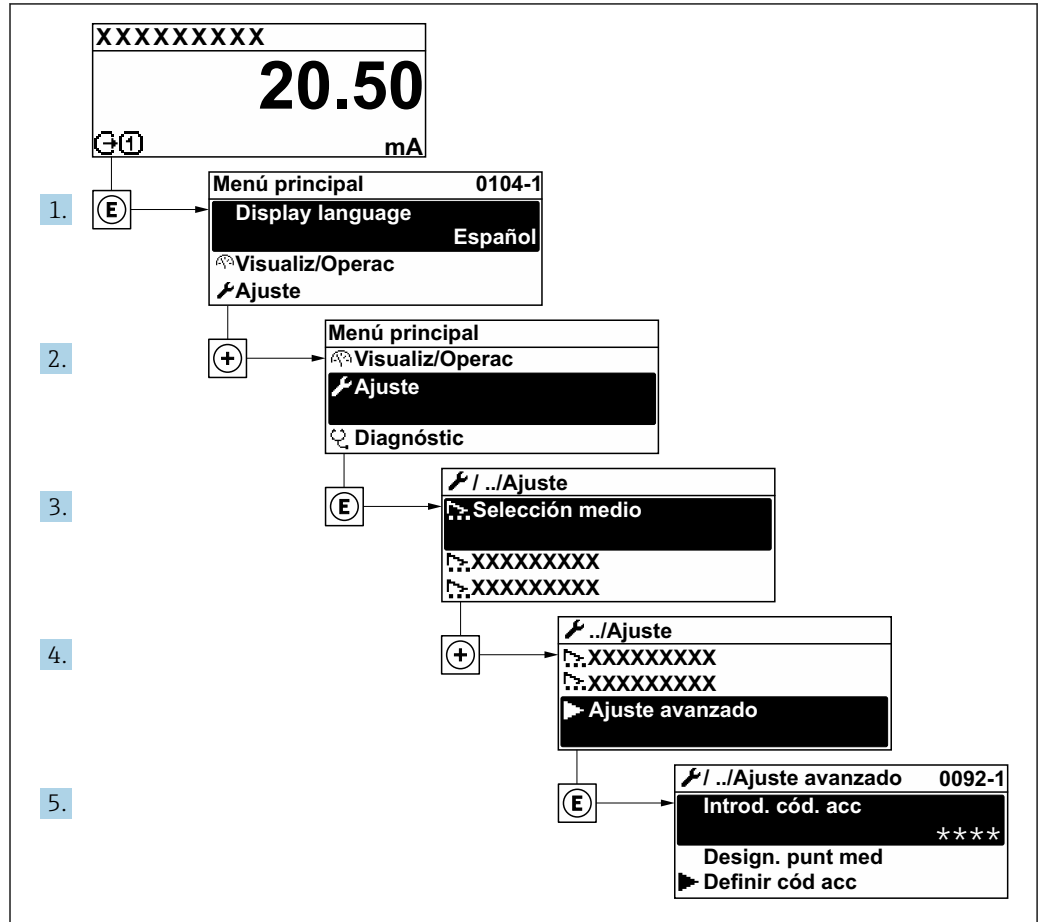 XXXXXXXXX
20.50
1
mA
1.
E
Menú principal 0104-1
Display language
Español
Visualiz/Operac
Ajuste
2.
+
Menú principal
Visualiz/Operac
Ajuste
Diagnóstic
3.
E
/ ../Ajuste
Selección medio
XXXXXXXXX
XXXXXXXXX
4.
+
../Ajuste
XXXXXXXXX
XXXXXXXXX
Ajuste avanzado
5.
E
/ ../Ajuste avanzado 0092-1
Introd. cód. acc
****
Design. punt med
Definir cód acc